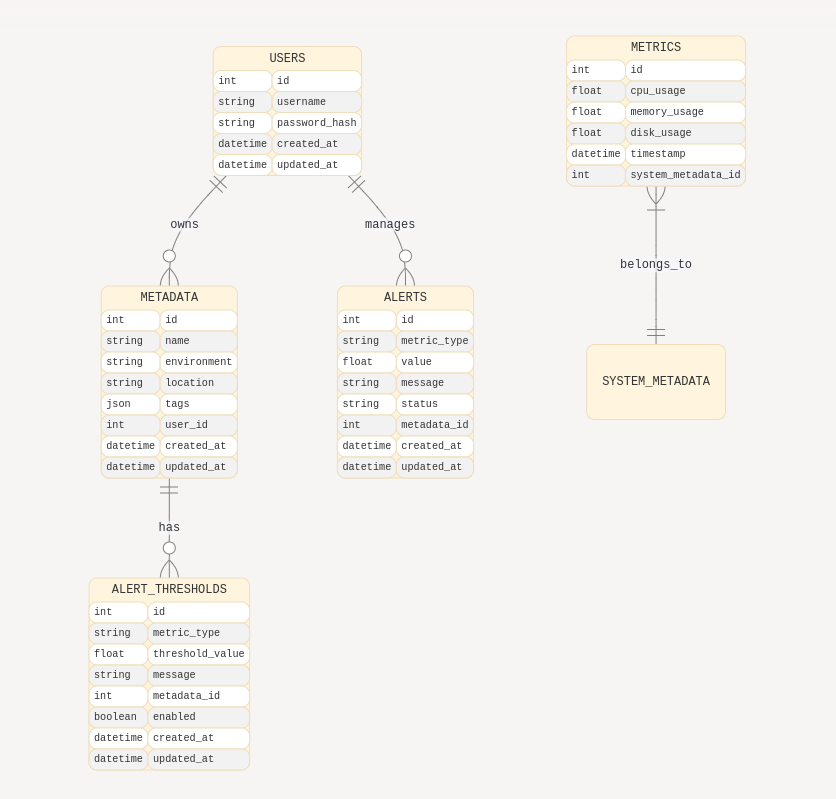 USERS
int id
string username
string password_hash
datetime created_at
datetime updated_at
METRICS
int id
float cpu_usage
float memory_usage
float disk_usage
datetime timestamp
int system_metadata_id
owns
manages
belongs_to
METADATA
int id
string name
string environment
string location
json tags
int user_id
datetime created_at
datetime updated_at
ALERTS
int id
string metric_type
float value
string message
string status
int metadata_id
datetime created_at
datetime updated_at
SYSTEM_METADATA
has
ALERT_THRESHOLDS
int id
string metric_type
float threshold_value
string message
int metadata_id
boolean enabled
datetime created_at
datetime updated_at